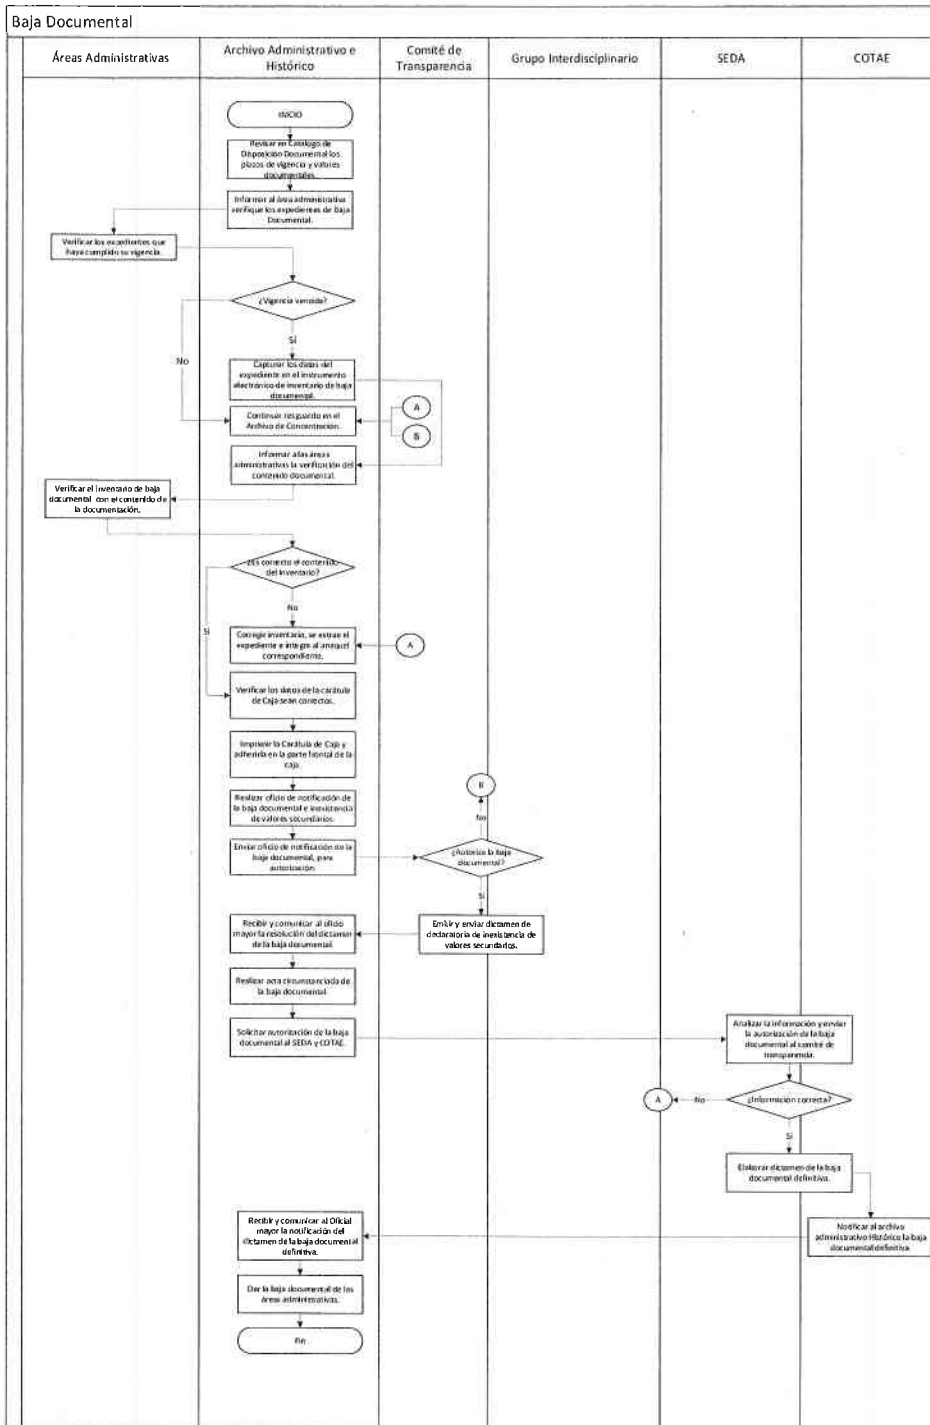 Baja Documental
Áreas Administrativas
Archivo Administrativo e
Histórico
Comité de
Transparencia
Grupo Interdisciplinario
SEDA
COTAE
INICIO
Revisar en Catalogo de
Disposición Documental los
plazos de vigencia y valores
documentales.
Informar al área administrativa
verifique los expedientes de Baja
Documental.
Verificar los expedientes que
haya cumplido su vigencia.
¿Vigencia vencida?
Sí
No
Capturar los datos del
expediente en el instrumento
electrónico de inventario de baja
documental.
Continuar resguardo en el
Archivo de Concentración.
A
B
Informar a las áreas
administrativas la verificación del
contenido documental.
Verificar el inventario de baja
documental con el contenido de
la documentación.
¿Es correcto el contenido
del inventario?
No
Si
Corregir inventario, se extrae el
expediente e integra al anaquel
correspondiente.
A
Verificar los datos de la carátula
de Caja sean correctos.
Imprimir la Carátula de Caja y
adherirla en la parte frontal de la
caja.
Realizar oficio de notificación de
la baja documental e inexistencia
de valores secundarios.
B
No
Enviar oficio de notificación de la
baja documental, para
autorización.
¿Autoriza la baja
documental?
Sí
Emitir y enviar dictamen de
declaratoria de inexistencia de
valores secundarios.
Recibir y comunicar al oficio
mayor la resolución del dictamen
de la baja documental.
Realizar acta circunstanciada de
la baja documental.
Solicitar autorización de la baja
documental al SEDA y COTAE.
Analizar la información y enviar
la autorización de la baja
documental al comité de
transparencia.
¿Información correcta?
No
A
Sí
Elaborar dictamen de la baja
documental definitiva.
Notificar al archivo
administrativo Histórico la baja
documental definitiva.
Recibir y comunicar al Oficial
mayor la notificación del
dictamen de la baja documental
definitiva.
Dar la baja documental de las
áreas administrativas.
Fin